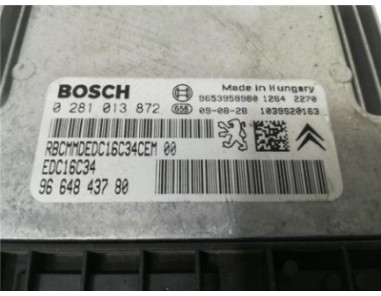 BOSCH
Made in Hungary
9653958980 1264 2270
0 281 013 872
658 09-08-28 1039S20163
RBCMMDEDC16C34CEM 00
EDC16C34
96 648 437 80